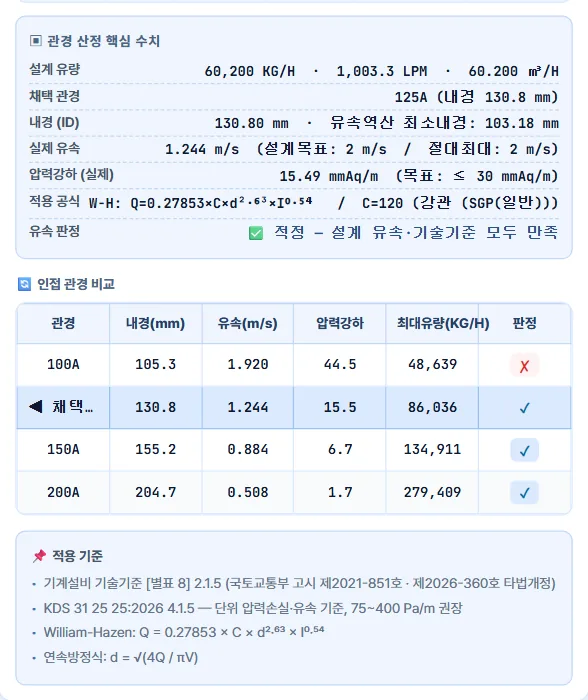 ▣ 관경 산정 핵심 수치
설계 유량 60,200 KG/H · 1,003.3 LPM · 60.200 ㎥/H
채택 관경 125A (내경 130.8 mm)
내경 (ID) 130.80 mm · 유속역산 최소내경: 103.18 mm
실제 유속 1.244 m/s (설계목표: 2 m/s / 절대최대: 2 m/s)
압력강하 (실제) 15.49 mmAq/m (목표: ≤ 30 mmAq/m)
적용 공식 W-H: Q=0.27853×C×d²·⁶³×I⁰·⁵⁴ / C=120 (강관 (SGP(일반)))
유속 판정 ✅ 적정 — 설계 유속·기술기준 모두 만족
🔄 인접 관경 비교
관경 내경(mm) 유속(m/s) 압력강하 최대유량(KG/H) 판정
100A 105.3 1.920 44.5 48,639 ✗
◀ 채택… 130.8 1.244 15.5 86,036 ✓
150A 155.2 0.884 6.7 134,911 ✓
200A 204.7 0.508 1.7 279,409 ✓
📌 적용 기준
• 기계설비 기술기준 [별표 8] 2.1.5 (국토교통부 고시 제2021-851호 · 제2026-360호 타법개정)
• KDS 31 25 25:2026 4.1.5 — 단위 압력손실·유속 기준, 75~400 Pa/m 권장
• William-Hazen: Q = 0.27853 × C × d²·⁶³ × I⁰·⁵⁴
• 연속방정식: d = √(4Q / πV)